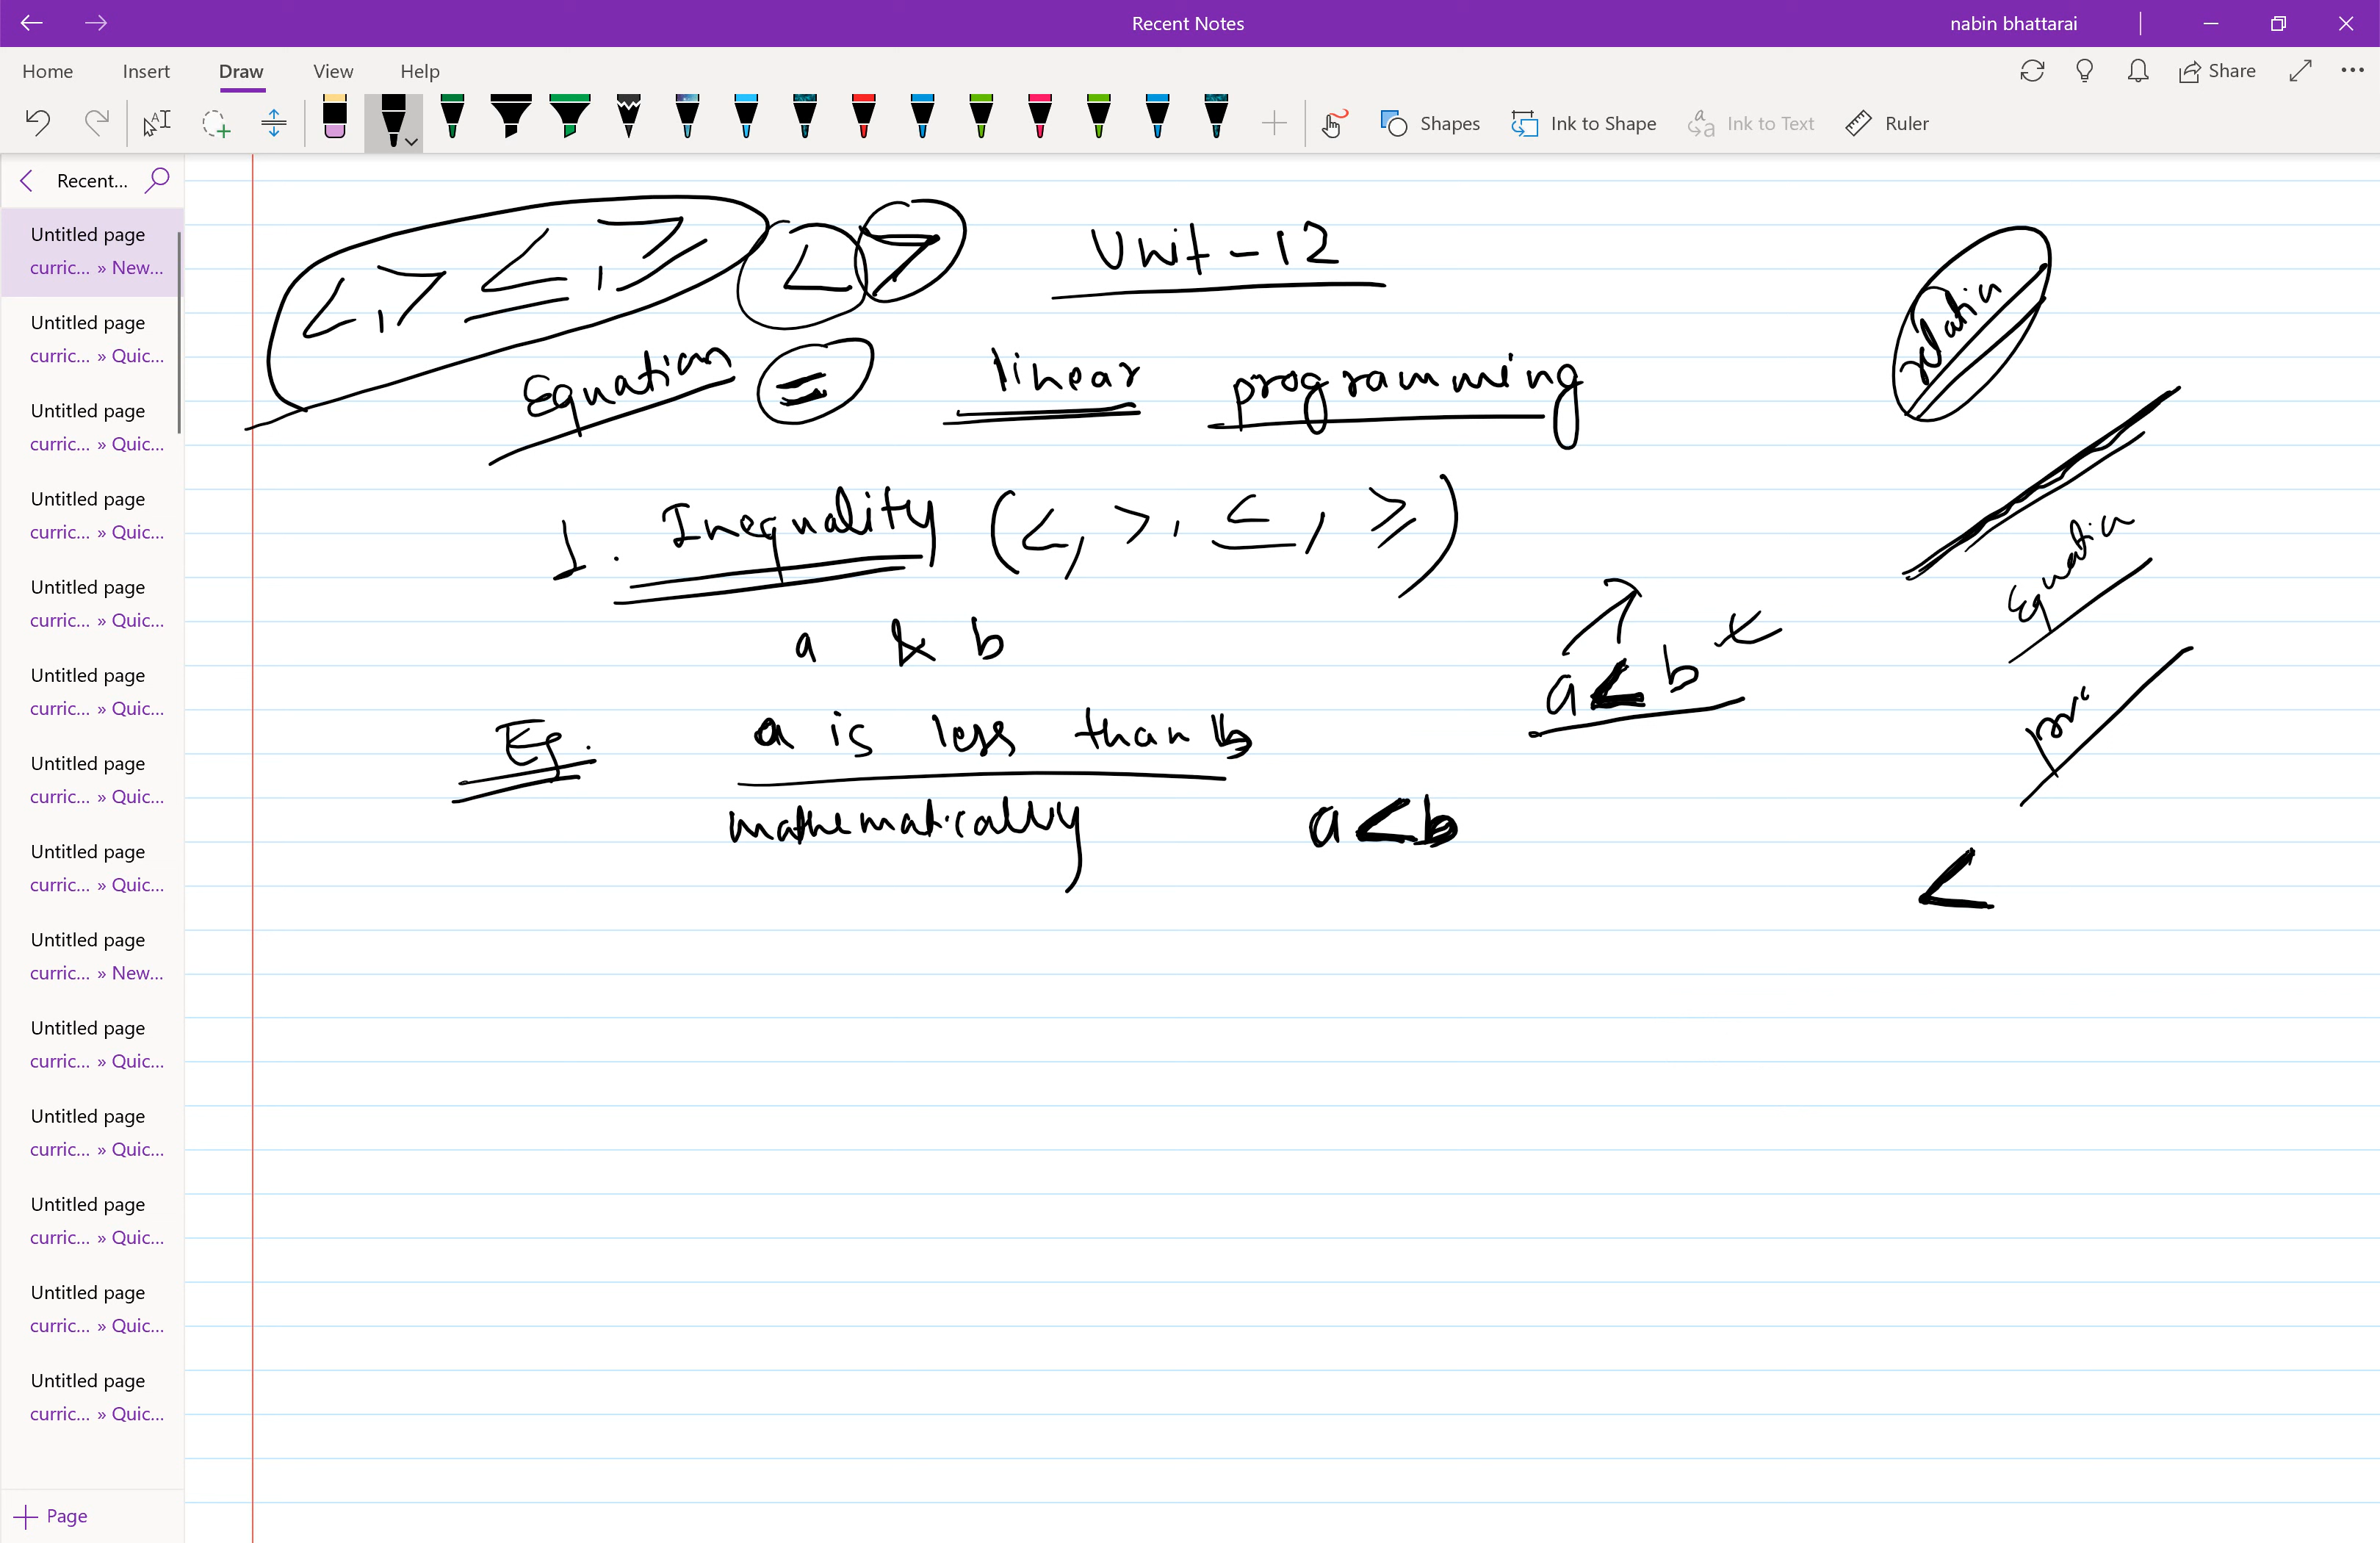 Recent Notes
nabin bhattarai
Home Insert Draw View Help
Share
Shapes Ink to Shape Ink to Text Ruler
Recent...
Untitled page
curric... » New...
Untitled page
curric... » Quic...
Untitled page
curric... » Quic...
Untitled page
curric... » Quic...
Untitled page
curric... » Quic...
Untitled page
curric... » Quic...
Untitled page
curric... » Quic...
Untitled page
curric... » Quic...
Untitled page
curric... » New...
Untitled page
curric... » Quic...
Untitled page
curric... » Quic...
Untitled page
curric... » Quic...
Untitled page
curric... » Quic...
Untitled page
curric... » Quic...
Page
<, > ≤, ≥ < >
Unit - 12
Equation =
linear programming
1. Inequality (<, >, ≤, ≥)
a & b
Eg. a is less than b
mathematically a < b
a < b
relatin
Equatin
<